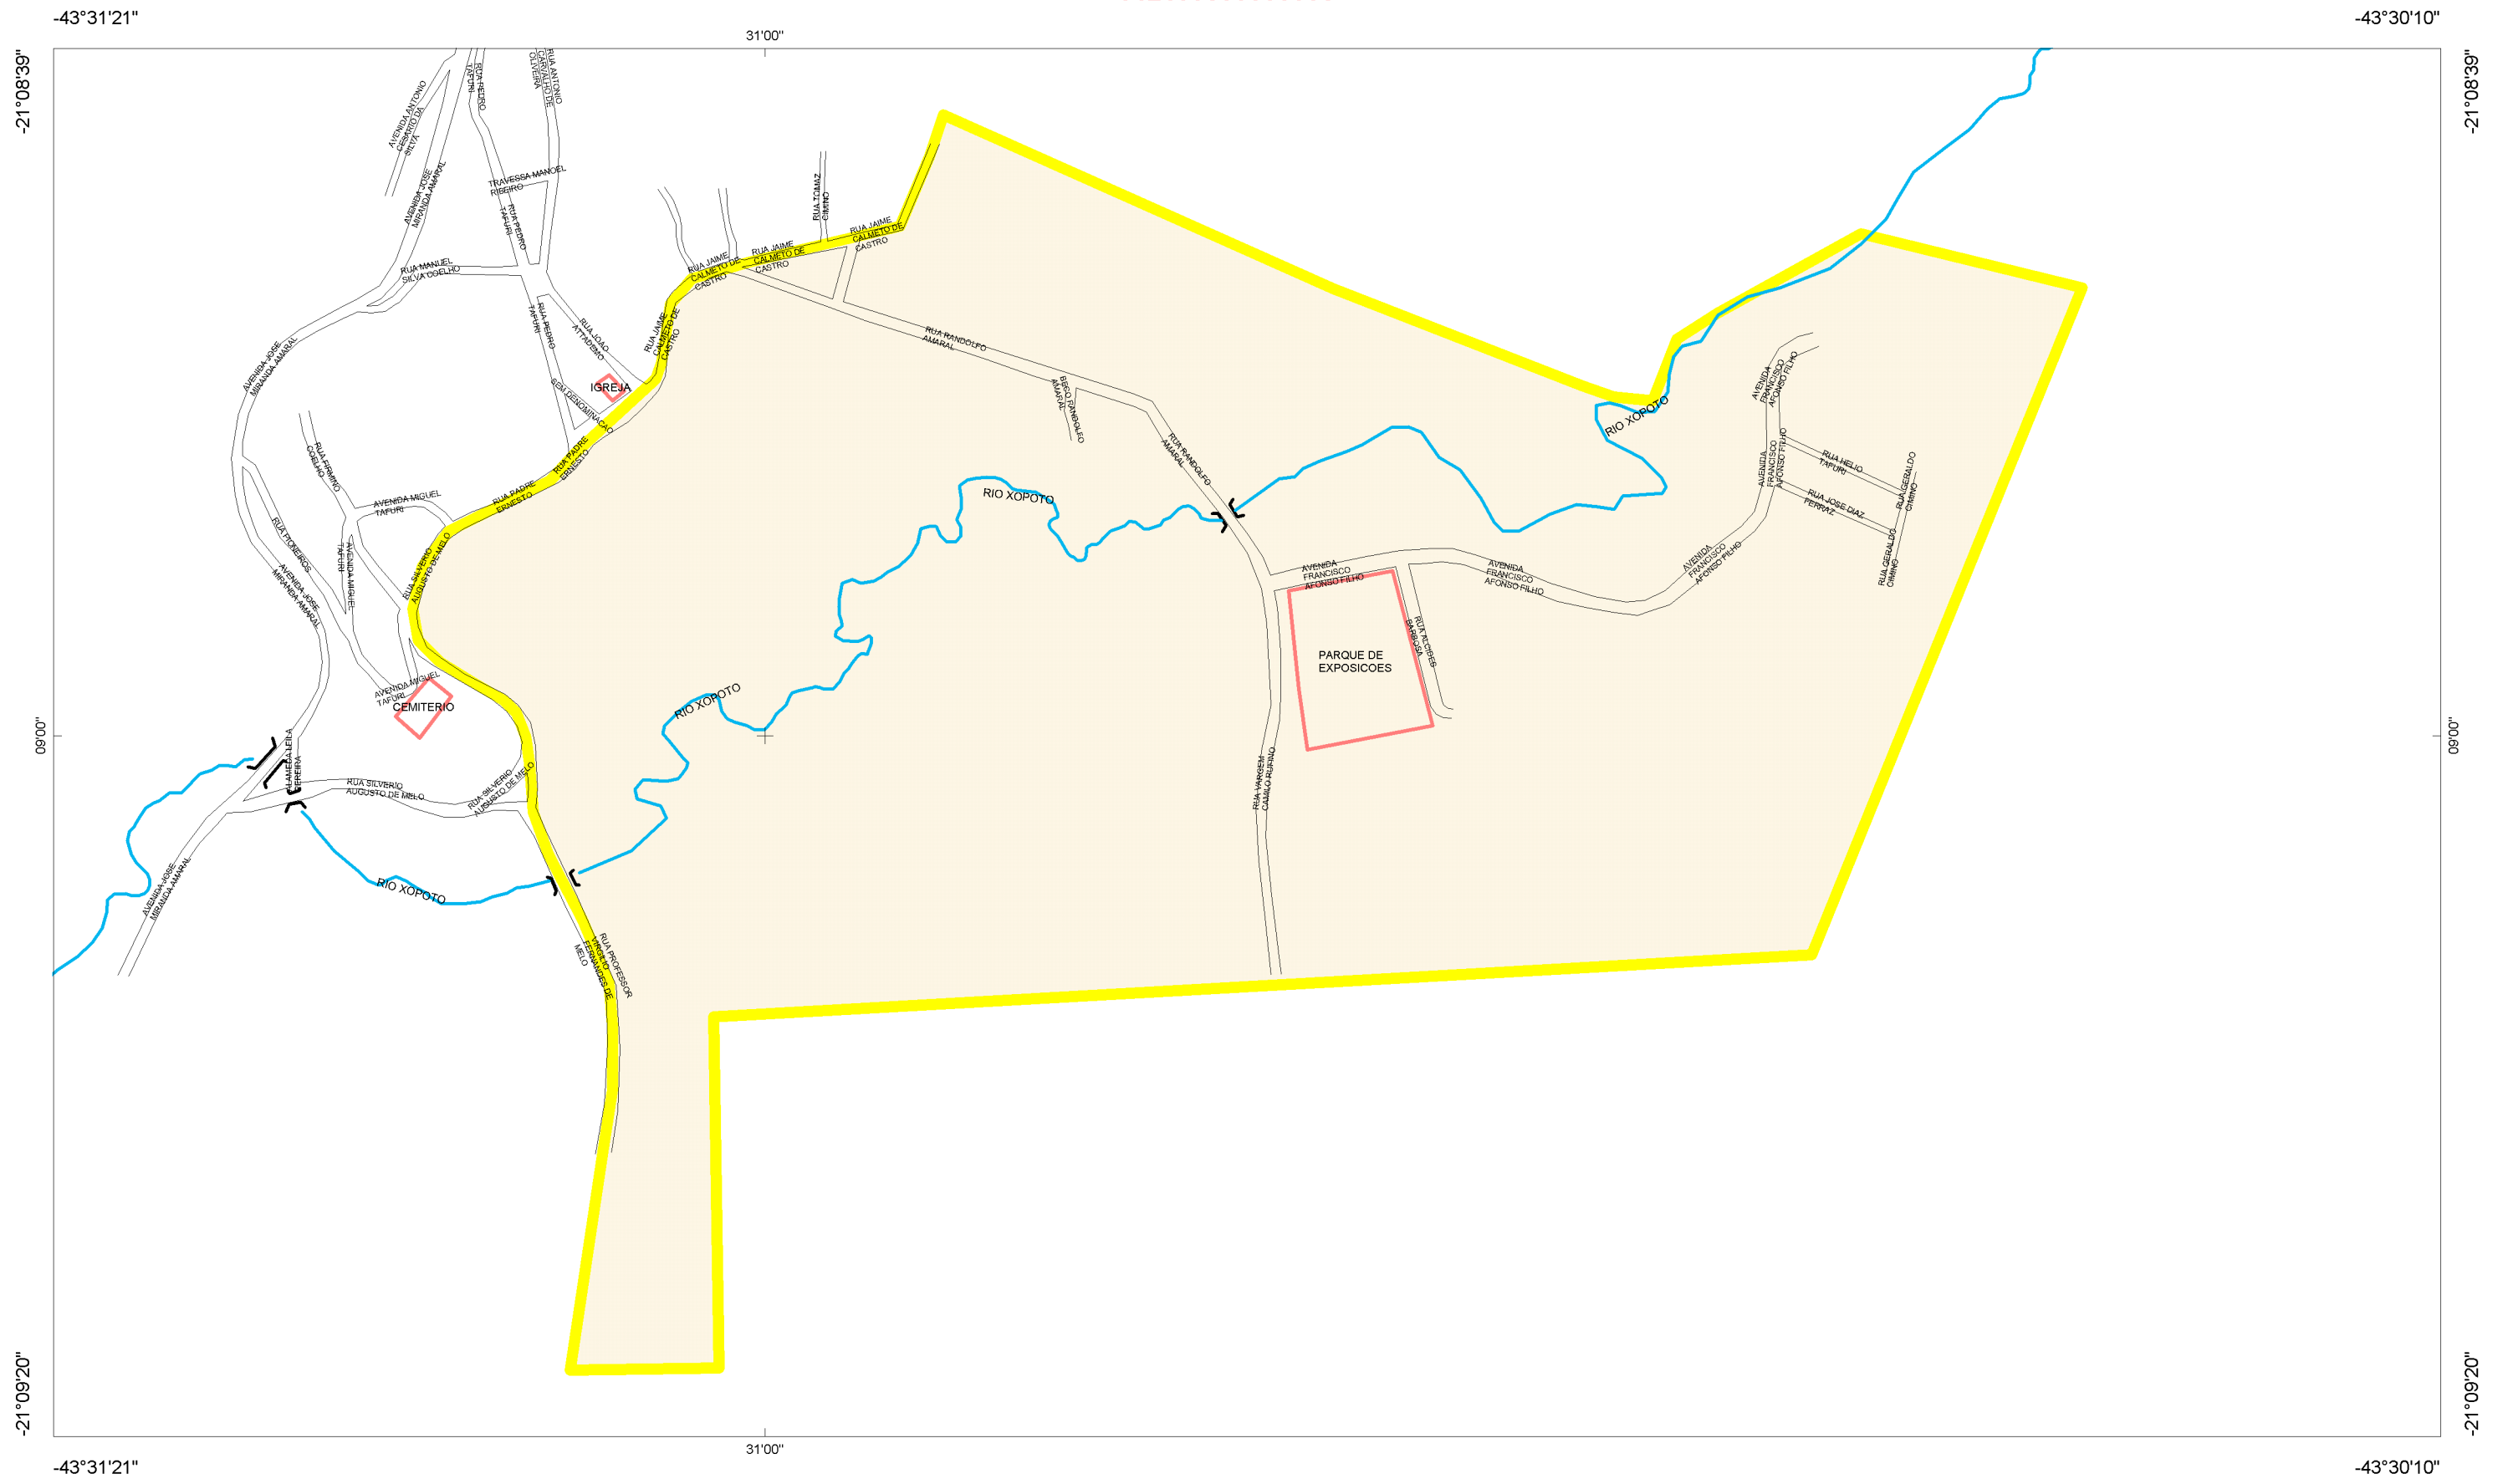 -43°31'21"
-43°30'10"
31'00"
-21°08'39"
-21°08'39"
RUA PEDRO
TAFURI
RUA ANTONIO
CARVALHO DE
OLIVEIRA
AVENIDA ANTONIO
CESARIO DA
SILVA
AVENIDA JOSE
MIRANDA AMARAL
TRAVESSA MANOEL
RIBEIRO
RUA PEDRO
TAFURI
RUA TOMAZ
CIMINO
RUA JAIME
CALMETO DE
CASTRO
RUA JAIME
CALMETO DE
CASTRO
RUA JAIME
CALMETO DE
CASTRO
RUA MANUEL
SILVA COELHO
RUA PEDRO
TAFURI
RUA JOAO
ATTADEMO
RUA JAIME
CALMETO DE
CASTRO
RUA RANDOLFO
AMARAL
AVENIDA JOSE
MIRANDA AMARAL
IGREJA
SEM DENOMINACAO
BECO RANDOLFO
AMARAL
AVENIDA
FRANCISCO
AFONSO FILHO
RIO XOPOTO
RUA PADRE
ERNESTO
RUA FIRMINO
COELHO
RUA RANDOLFO
AMARAL
AVENIDA
FRANCISCO
AFONSO FILHO
RUA HELIO
TAFURI
RUA GERALDO
CIMINO
RUA JOSE DIAZ
FERRAZ
RUA PADRE
ERNESTO
AVENIDA MIGUEL
TAFURI
RIO XOPOTO
RUA PIONEIROS
AVENIDA MIGUEL
TAFURI
RUA SILVERIO
AUGUSTO DE MELO
AVENIDA JOSE
MIRANDA AMARAL
AVENIDA
FRANCISCO
AFONSO FILHO
AVENIDA
FRANCISCO
AFONSO FILHO
AVENIDA
FRANCISCO
AFONSO FILHO
RUA GERALDO
CIMINO
RUA ALCIDES
BARBOSA
PARQUE DE
EXPOSICOES
AVENIDA MIGUEL
TAFURI
CEMITERIO
RIO XOPOTO
09'00"
09'00"
ALAMEDA LEILA
PEREIRA
RUA SILVERIO
AUGUSTO DE MELO
RUA SILVERIO
AUGUSTO DE MELO
RUA VARGEM
CAMILO RUFINO
AVENIDA JOSE
MIRANDA AMARAL
RIO XOPOTO
RUA PROFESSOR
VIRGILIO
FERNANDES DE
MELO
-21°09'20"
-21°09'20"
31'00"
-43°31'21"
-43°30'10"